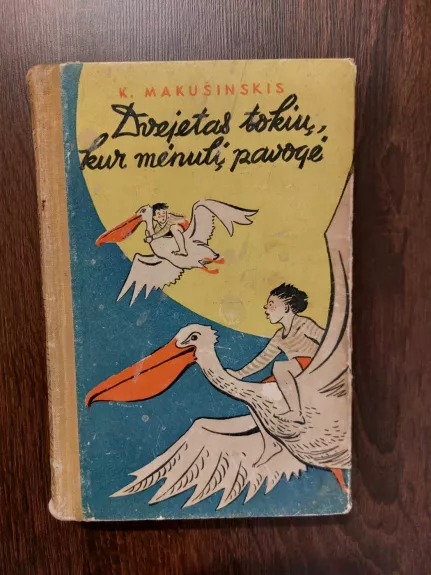 K. MAKUŠINSKIS
Dvejetas tokių,
kur mėnulį pavogė